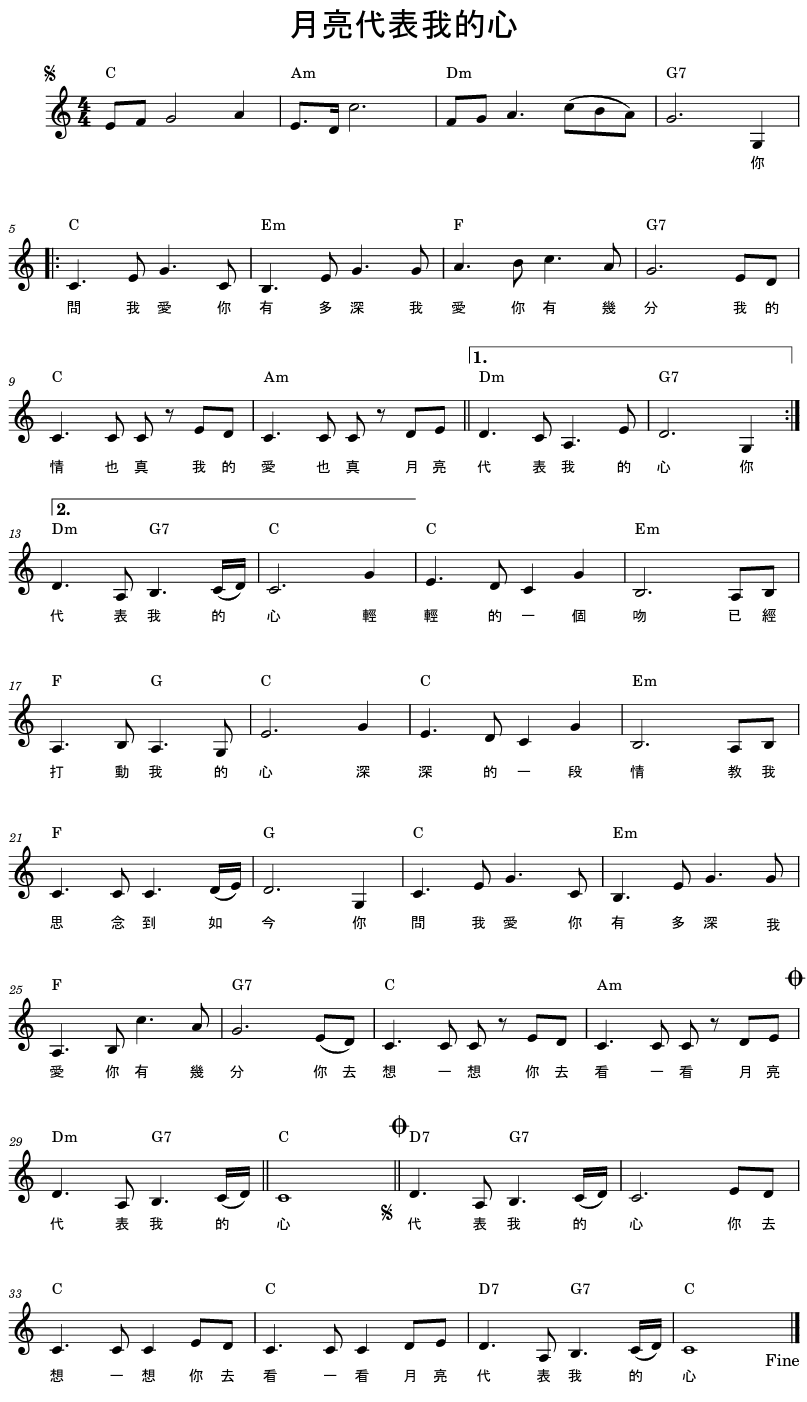 月亮代表我的心
C Am Dm G7
4
4
你
5
C Em F G7
問 我 愛 你 有 多 深 我 愛 你 有 幾 分 我 的
1.
9
C Am Dm G7
情 也 真 我 的 愛 也 真 月 亮 代 表 我 的 心 你
2.
13
Dm G7 C C Em
代 表 我 的 心 輕 輕 的 一 個 吻 已 經
17
F G C C Em
打 動 我 的 心 深 深 的 一 段 情 教 我
21
F G C Em
思 念 到 如 今 你 問 我 愛 你 有 多 深 我
25
F G7 C Am
愛 你 有 幾 分 你 去 想 一 想 你 去 看 一 看 月 亮
29
Dm G7 C D7 G7
代 表 我 的 心 代 表 我 的 心 你 去
33
C C D7 G7 C
Fine
想 一 想 你 去 看 一 看 月 亮 代 表 我 的 心